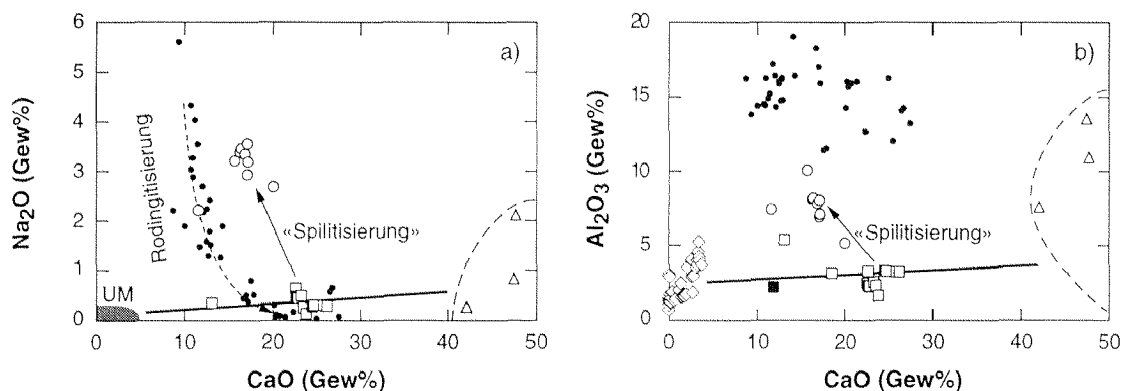 6
5
4
3
2
1
0
Na₂O (Gew%)
0
10
20
30
40
50
CaO (Gew%)
a)
Rodingitisierung
«Spilitisierung»
UM
20
15
10
5
0
Al₂O₃ (Gew%)
0
10
20
30
40
50
CaO (Gew%)
b)
«Spilitisierung»